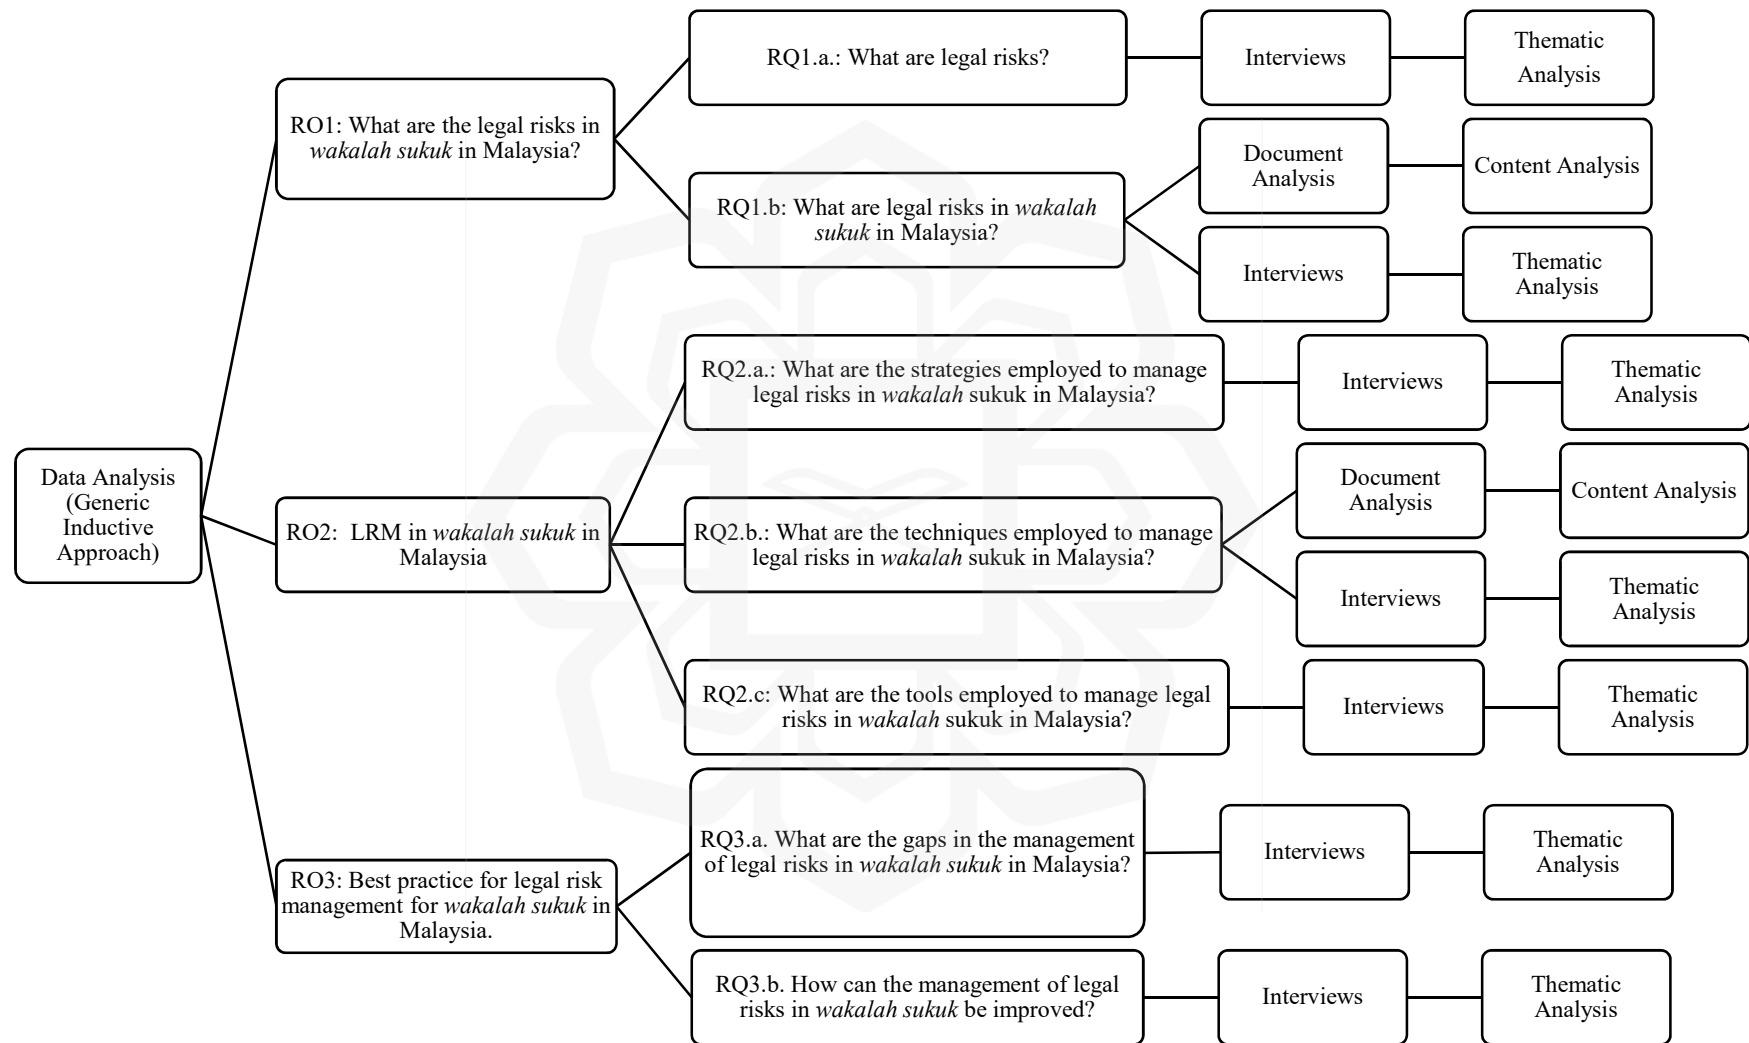 Data Analysis
(Generic
Inductive
Approach)
RO1: What are the legal risks in
wakalah sukuk in Malaysia?
RQ1.a.: What are legal risks?
Interviews
Thematic
Analysis
RQ1.b: What are legal risks in wakalah
sukuk in Malaysia?
Document
Analysis
Content Analysis
Interviews
Thematic
Analysis
RO2:  LRM in wakalah sukuk in
Malaysia
RQ2.a.: What are the strategies employed to manage
legal risks in wakalah sukuk in Malaysia?
Interviews
Thematic
Analysis
RQ2.b.: What are the techniques employed to manage
legal risks in wakalah sukuk in Malaysia?
Document
Analysis
Content Analysis
Interviews
Thematic
Analysis
RQ2.c: What are the tools employed to manage legal
risks in wakalah sukuk in Malaysia?
Interviews
Thematic
Analysis
RO3: Best practice for legal risk
management for wakalah sukuk in
Malaysia.
RQ3.a. What are the gaps in the management
of legal risks in wakalah sukuk in Malaysia?
Interviews
Thematic
Analysis
RQ3.b. How can the management of legal
risks in wakalah sukuk be improved?
Interviews
Thematic
Analysis